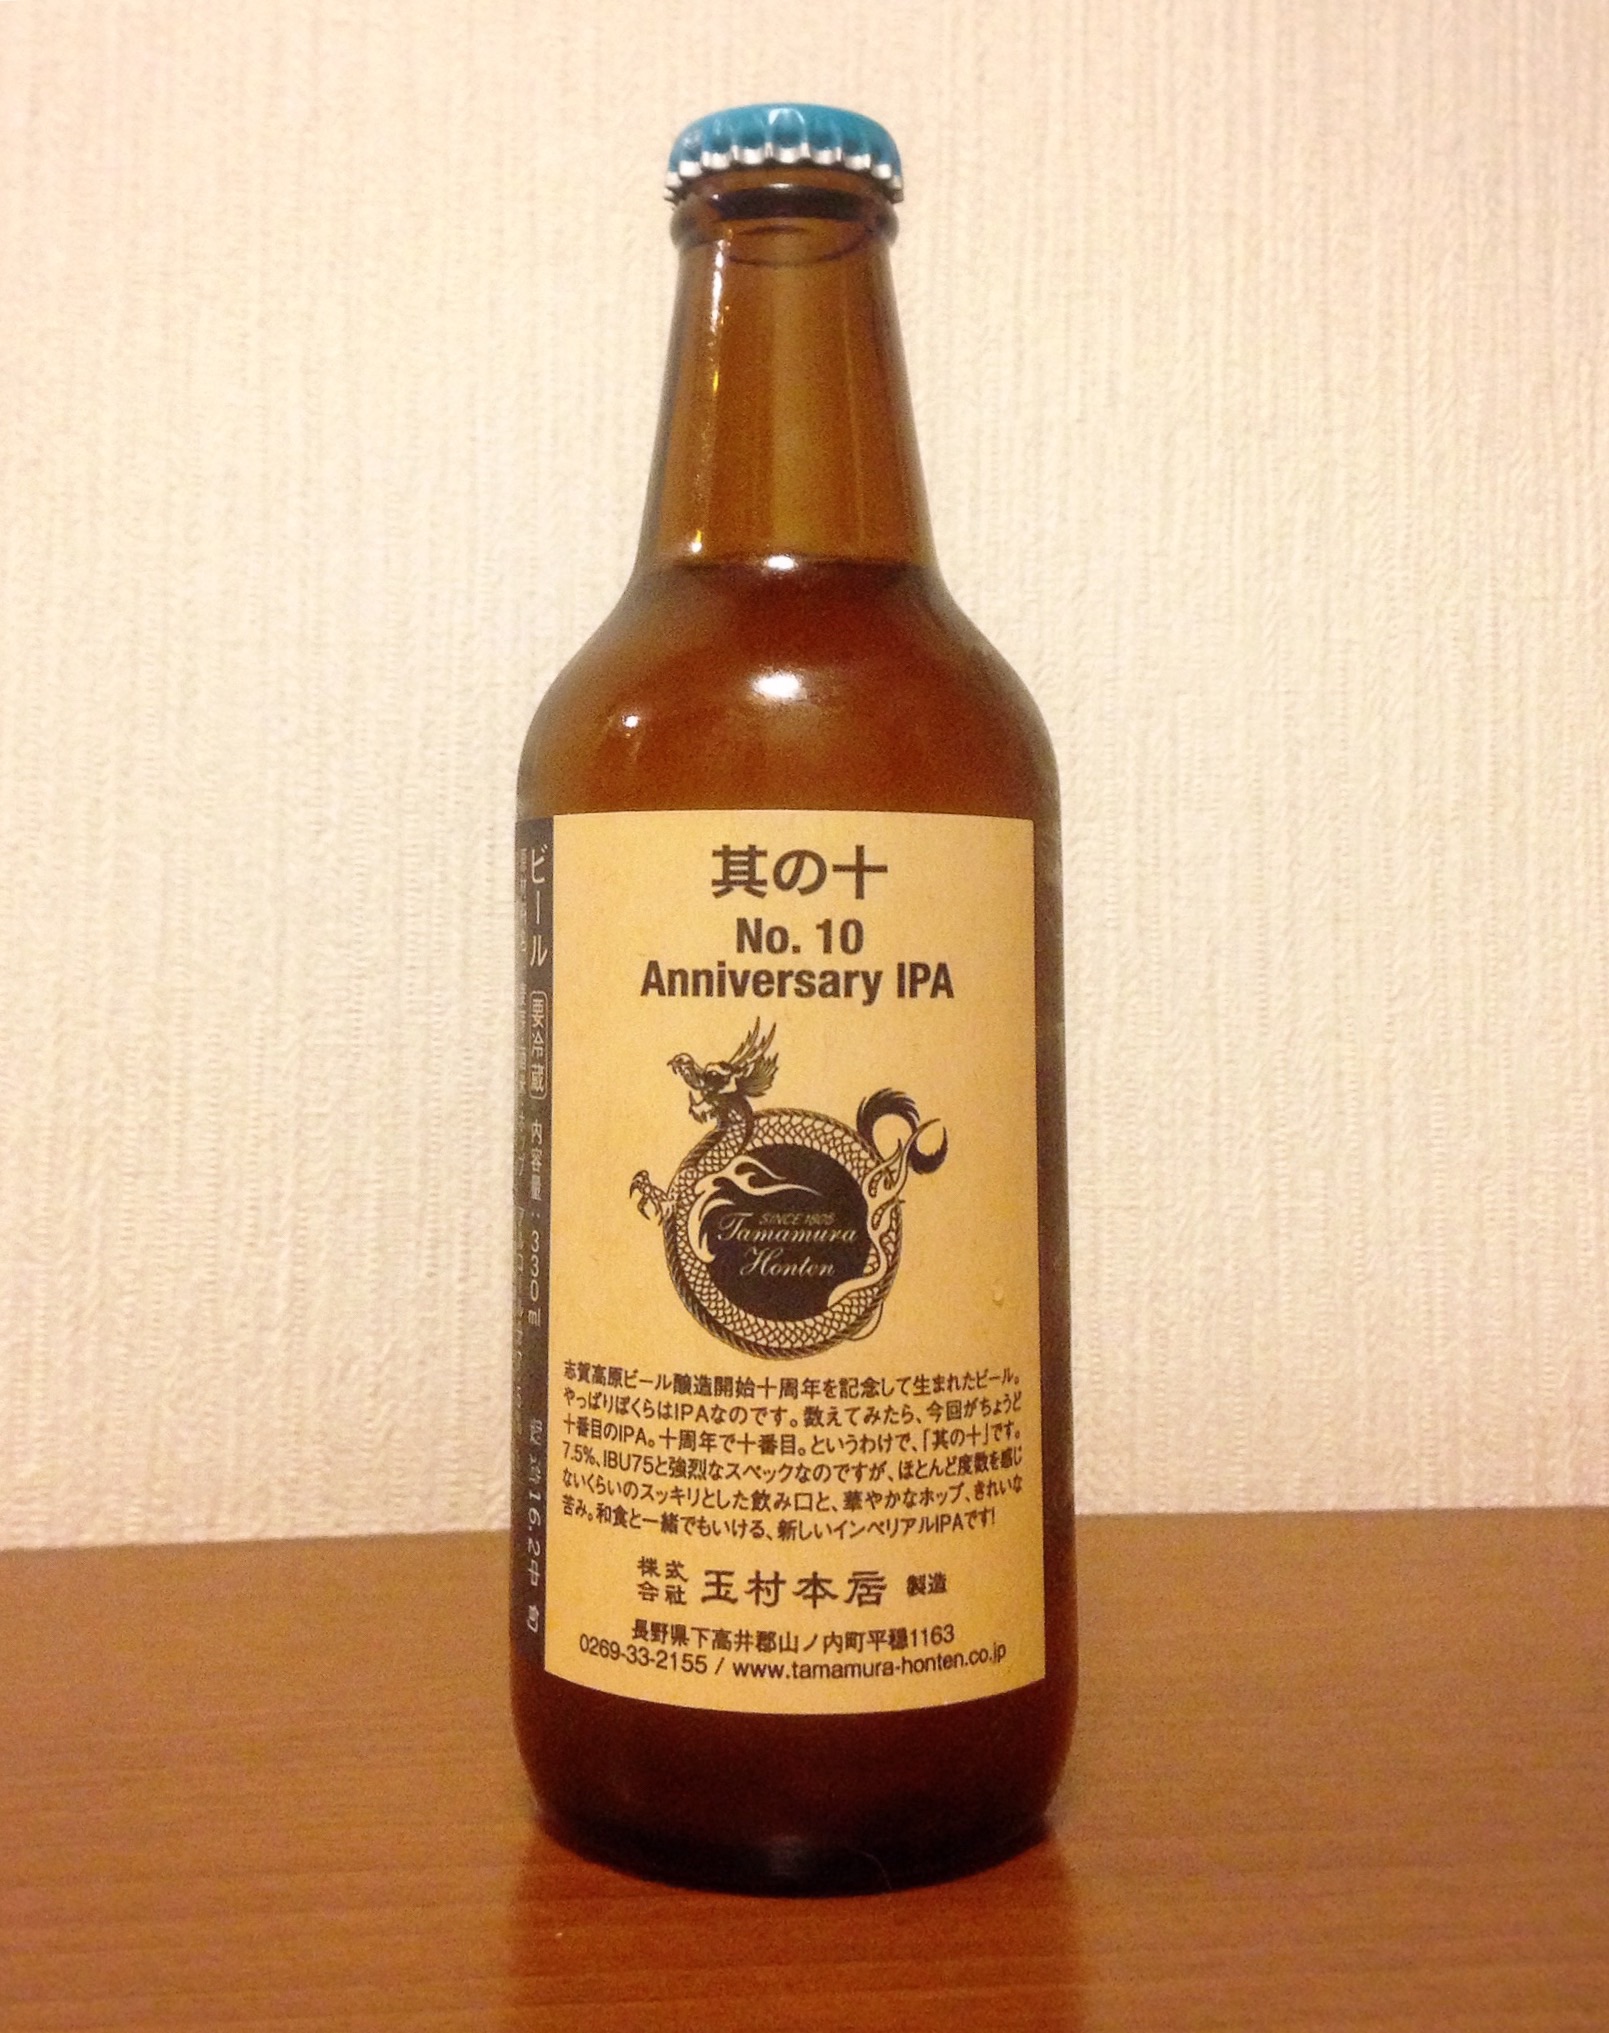 其の十
No. 10
Anniversary IPA
SINCE 1805
Tamamura
Honten
志賀高原ビール醸造開始十周年を記念して生まれたビール。
やっぱりぼくらはIPAなのです。数えてみたら、今回がちょうど
十番目のIPA。十周年で十番目。というわけで、「其の十」です。
7.5%、IBU75と強烈なスペックなのですが、ほとんど度数を感じ
ないくらいのスッキリとした飲み口と、華やかなホップ、きれいな
苦み。和食と一緒でもいける、新しいインペリアルIPAです!
株式会社 玉村本店 製造
長野県下高井郡山ノ内町平穏1163
0269-33-2155 / www.tamamura-honten.co.jp
ビール 要冷蔵 内容量:330ml 16.2中旬